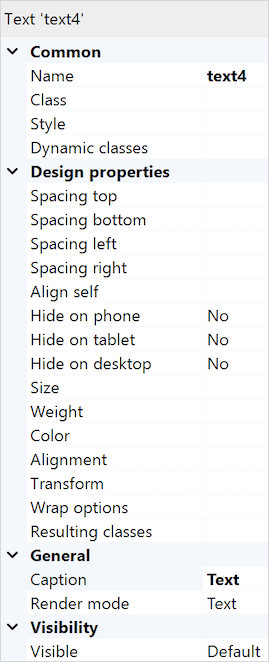 Text 'text4'
Common
Name text4
Class
Style
Dynamic classes
Design properties
Spacing top
Spacing bottom
Spacing left
Spacing right
Align self
Hide on phone No
Hide on tablet No
Hide on desktop No
Size
Weight
Color
Alignment
Transform
Wrap options
Resulting classes
General
Caption Text
Render mode Text
Visibility
Visible Default